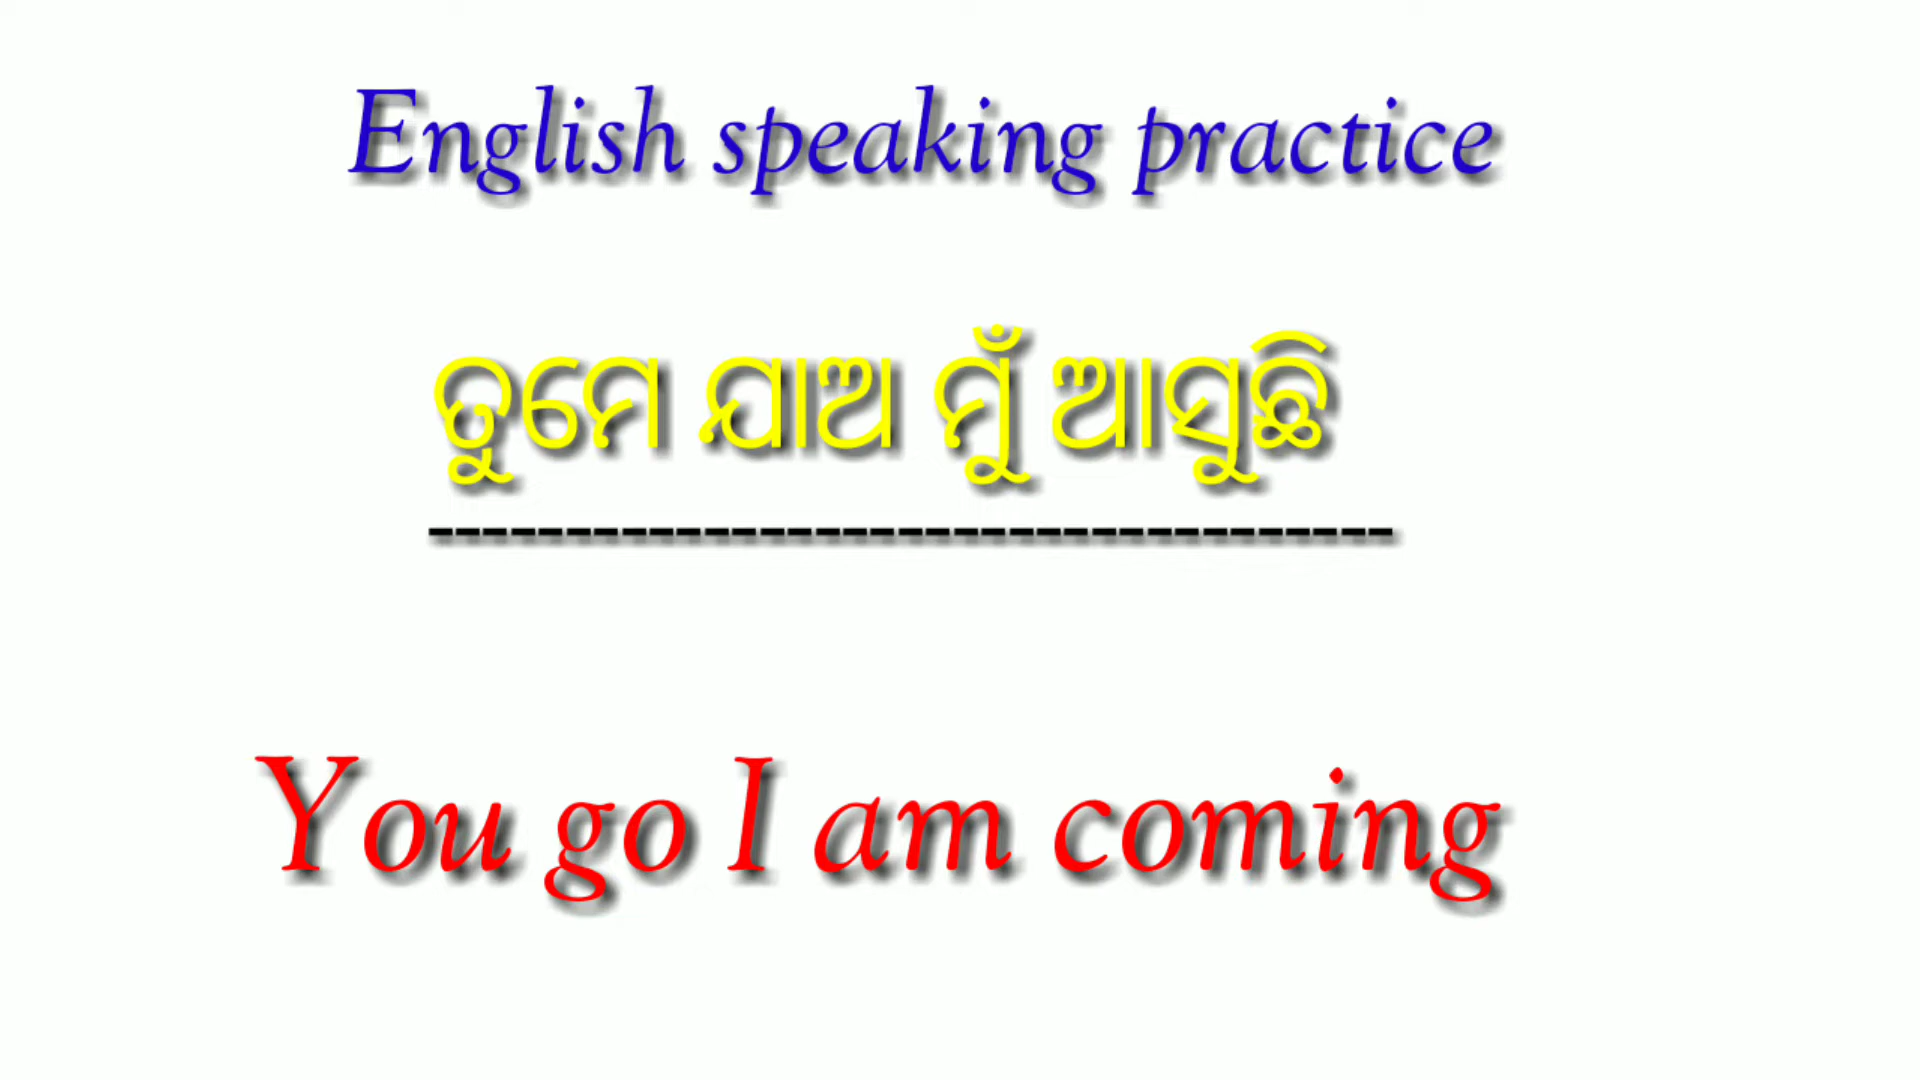 English speaking practice
ତୁମେ ଯାଅ ମୁଁ ଆସୁଛି
-----------------------------------
You go I am coming